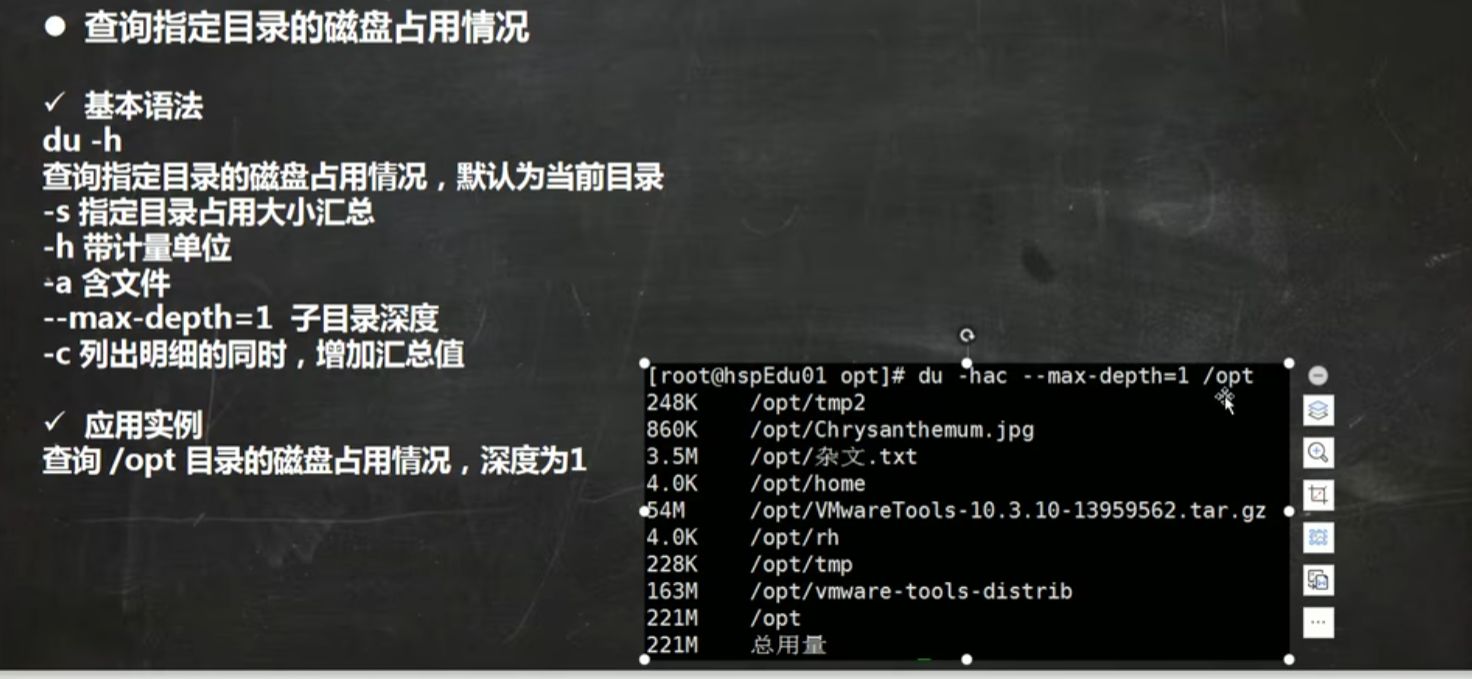 ● 查询指定目录的磁盘占用情况
✓ 基本语法
du -h
查询指定目录的磁盘占用情况，默认为当前目录
-s 指定目录占用大小汇总
-h 带计量单位
-a 含文件
--max-depth=1 子目录深度
-c 列出明细的同时，增加汇总值
✓ 应用实例
查询 /opt 目录的磁盘占用情况，深度为1
[root@hspEdu01 opt]# du -hac --max-depth=1 /opt
248K /opt/tmp2
860K /opt/Chrysanthemum.jpg
3.5M /opt/杂文.txt
4.0K /opt/home
54M /opt/VMwareTools-10.3.10-13959562.tar.gz
4.0K /opt/rh
228K /opt/tmp
163M /opt/vmware-tools-distrib
221M /opt
221M 总用量